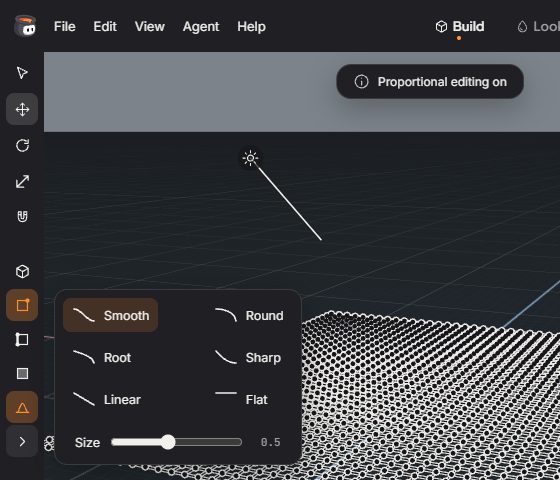 File Edit View Agent Help Build
Proportional editing on
Smooth Round
Root Sharp
Linear Flat
Size 0.5